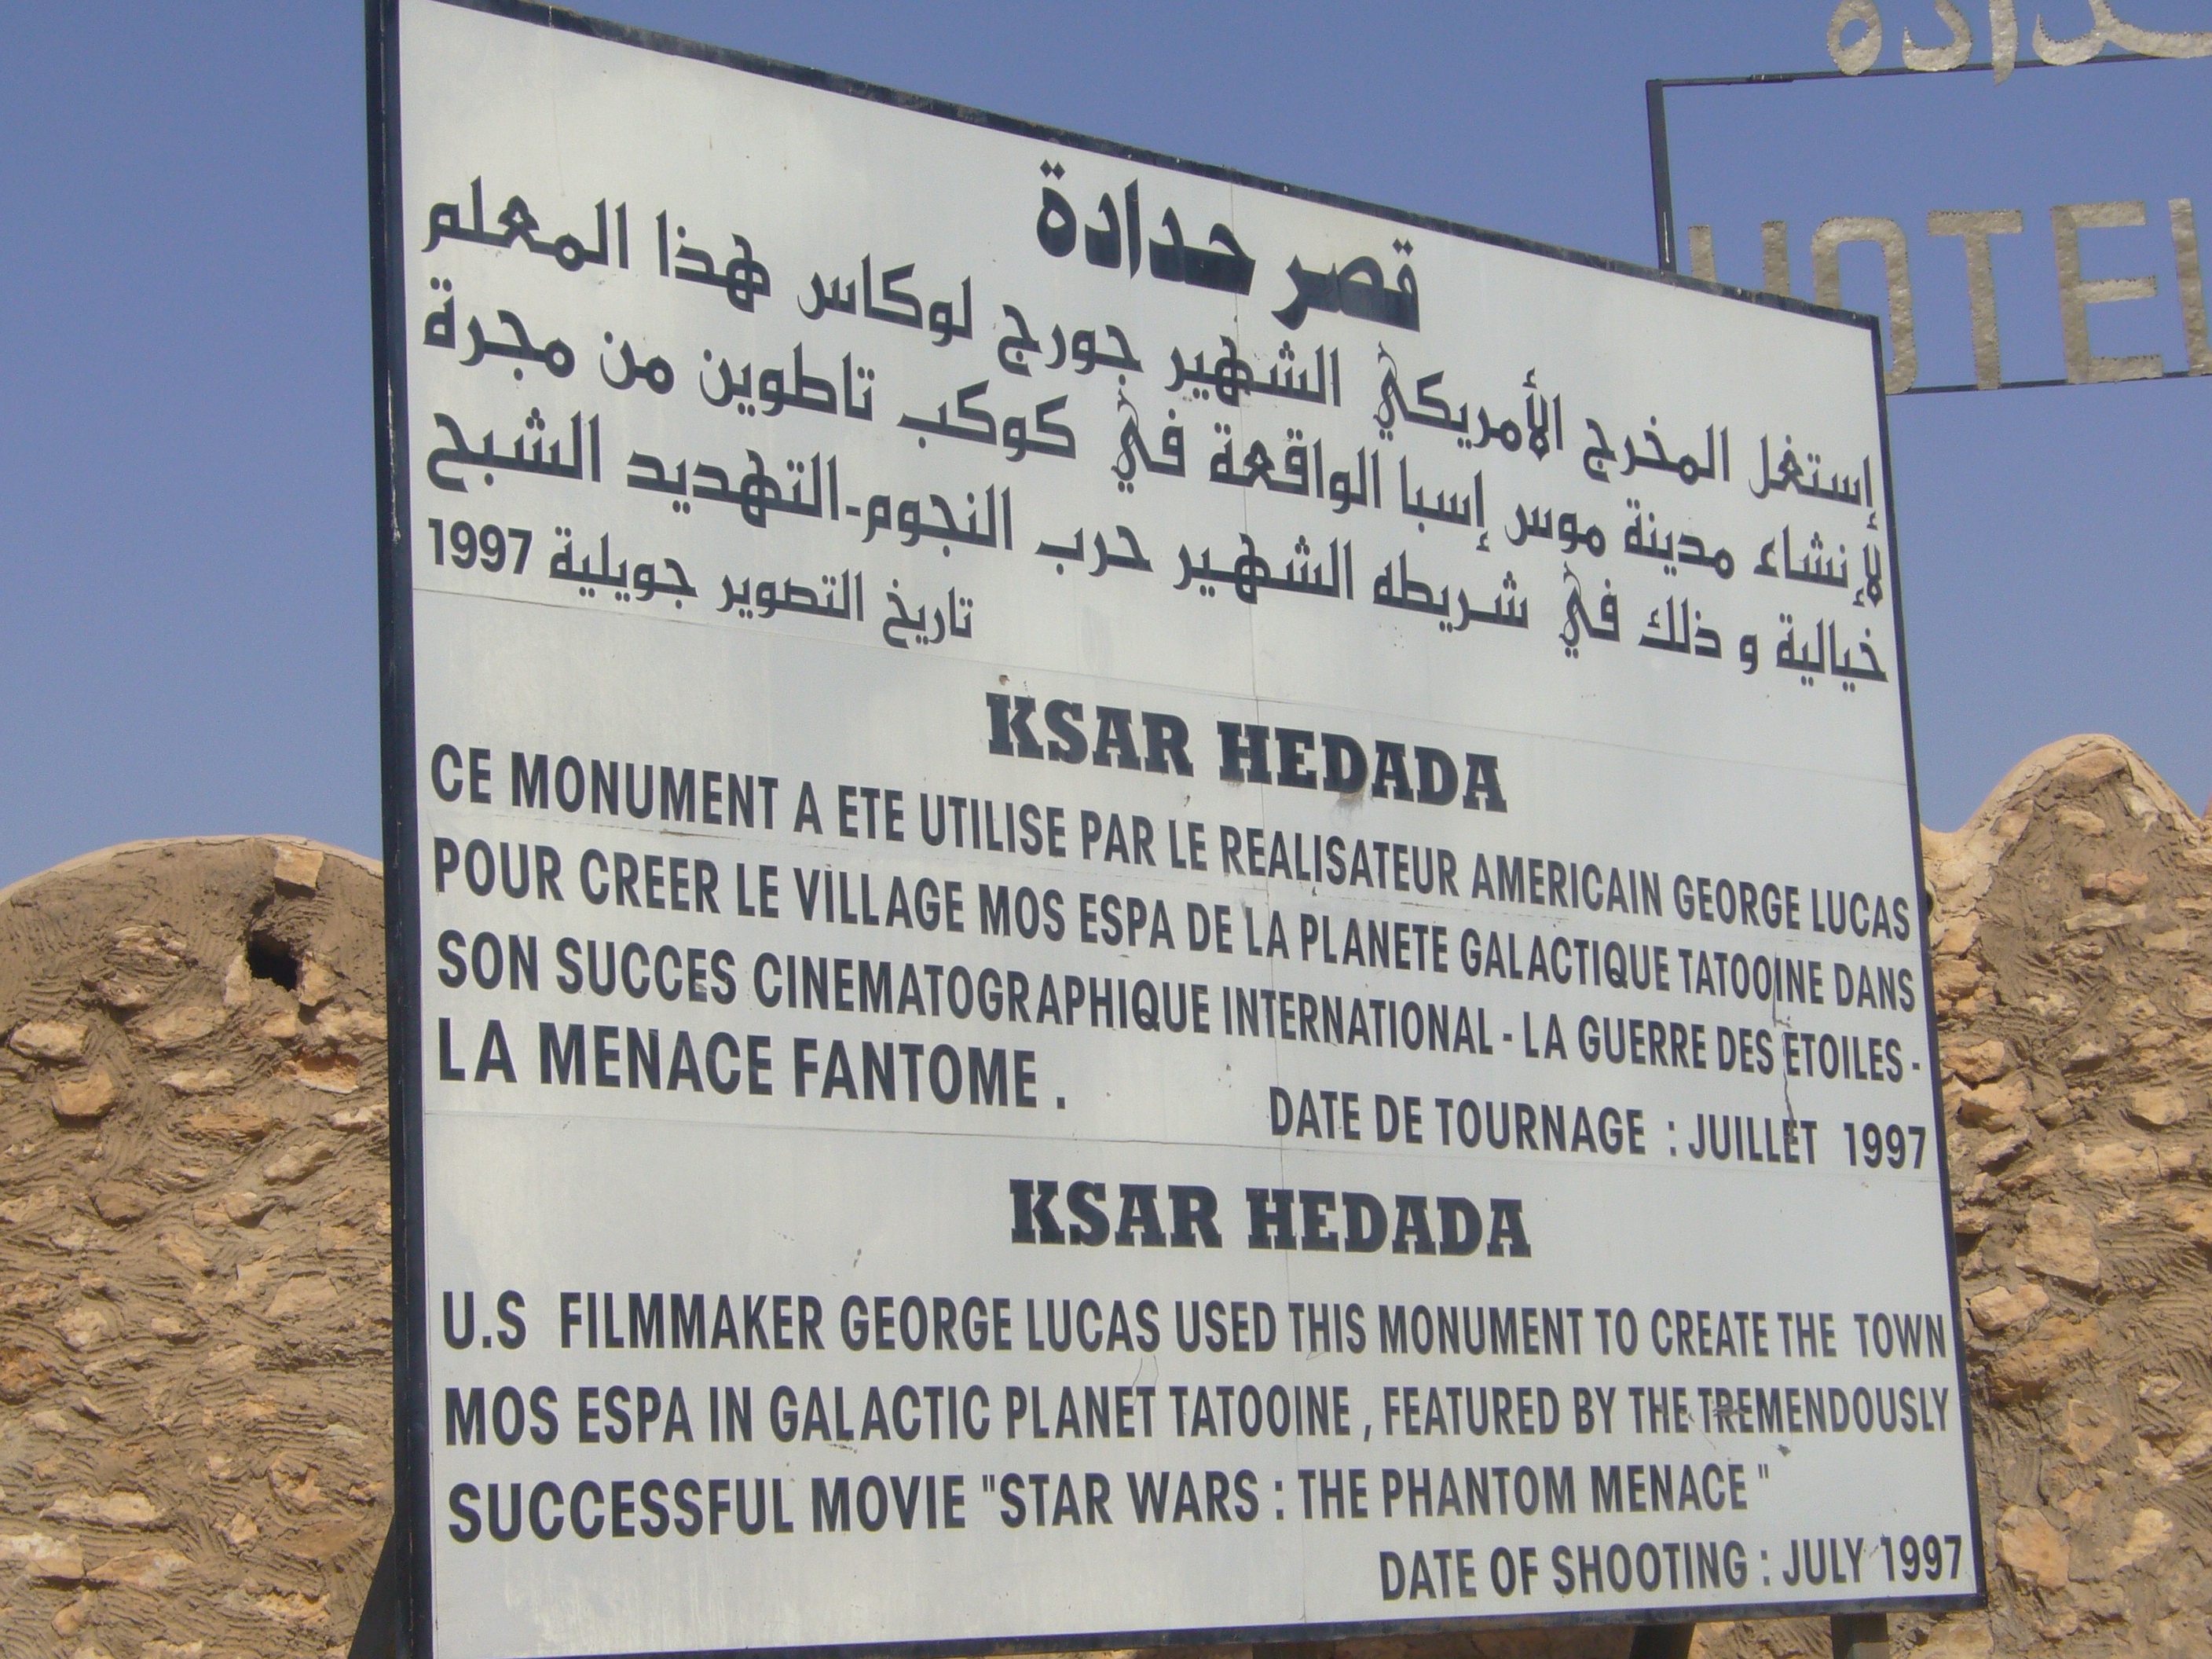 قصر حدادة
إستغل المخرج الأمريكي الشهير جورج لوكاس هذا المعلم
لإنشاء مدينة موس إسبا الواقعة في كوكب تاطوين من مجرة
خيالية و ذلك في شريطه الشهير حرب النجوم-التهديد الشبح
تاريخ التصوير جويلية 1997
KSAR HEDADA
CE MONUMENT A ETE UTILISE PAR LE REALISATEUR AMERICAIN GEORGE LUCAS
POUR CREER LE VILLAGE MOS ESPA DE LA PLANETE GALACTIQUE TATOOINE DANS
SON SUCCES CINEMATOGRAPHIQUE INTERNATIONAL - LA GUERRE DES ETOILES -
LA MENACE FANTOME .
DATE DE TOURNAGE : JUILLET 1997
KSAR HEDADA
U.S FILMMAKER GEORGE LUCAS USED THIS MONUMENT TO CREATE THE TOWN
MOS ESPA IN GALACTIC PLANET TATOOINE , FEATURED BY THE TREMENDOUSLY
SUCCESSFUL MOVIE "STAR WARS : THE PHANTOM MENACE "
DATE OF SHOOTING : JULY 1997
HOTEL